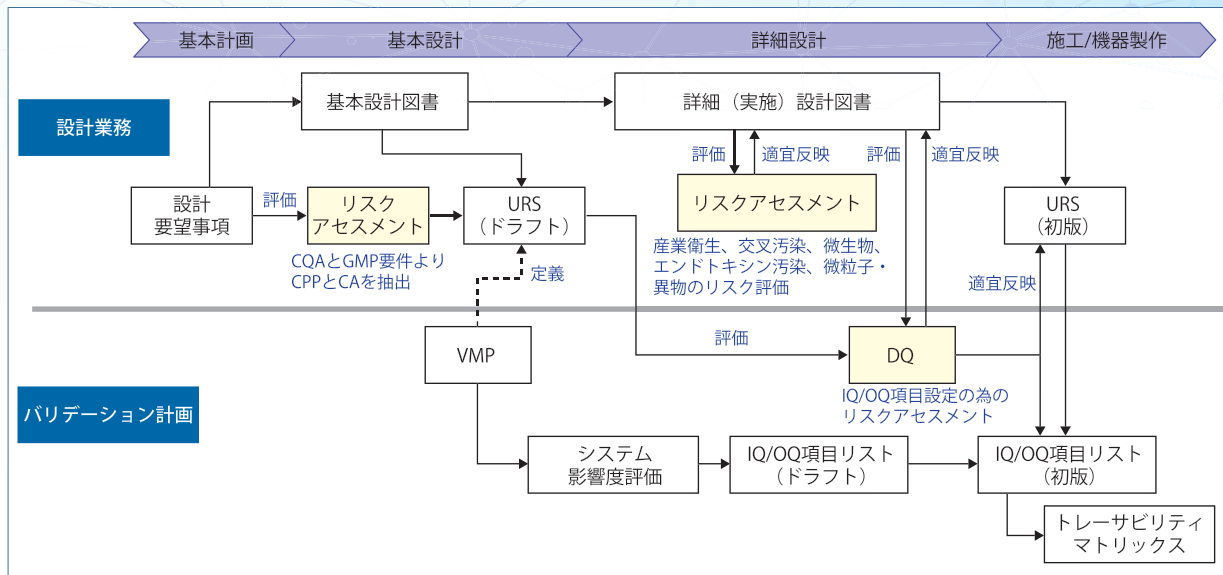 基本計画
基本設計
詳細設計
施工/機器製作
設計業務
基本設計図書
詳細（実施）設計図書
評価
適宜反映
評価
適宜反映
設計
要望事項
評価
リスク
アセスメント
URS
（ドラフト）
リスクアセスメント
URS
（初版）
CQAとGMP要件より
CPPとCAを抽出
定義
産業衛生、交叉汚染、微生物、
エンドトキシン汚染、微粒子・
異物のリスク評価
適宜反映
バリデーション計画
VMP
評価
DQ
IQ/OQ項目設定の為の
リスクアセスメント
システム
影響度評価
IQ/OQ項目リスト
（ドラフト）
IQ/OQ項目リスト
（初版）
トレーサビリティ
マトリックス